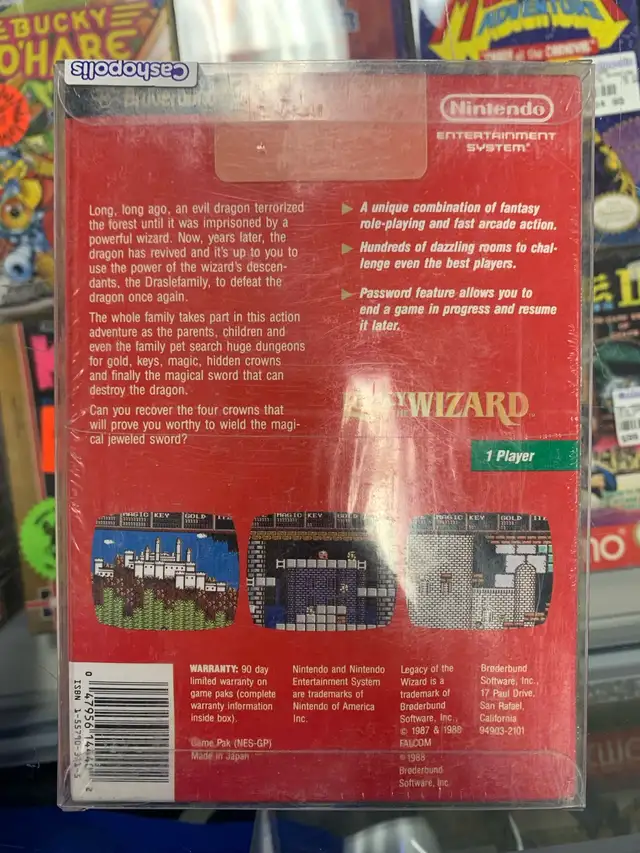 BUCKY
O'HARE
ADVENTURE
Cashopolis
Nintendo
ENTERTAINMENT
SYSTEM
Long, long ago, an evil dragon terrorized
the forest until it was imprisoned by a
powerful wizard. Now, years later, the
dragon has revived and it's up to you to
use the power of the wizard's descen-
dants, the Draslefamily, to defeat the
dragon once again.
The whole family takes part in this action
adventure as the parents, children and
even the family pet search huge dungeons
for gold, keys, magic, hidden crowns
and finally the magical sword that can
destroy the dragon.
Can you recover the four crowns that
will prove you worthy to wield the magi-
cal jeweled sword?
A unique combination of fantasy
role-playing and fast arcade action.
Hundreds of dazzling rooms to chal-
lenge even the best players.
Password feature allows you to
end a game in progress and resume
it later.
WIZARD
1 Player
MAGIC KEY GOLD
MAGIC KEY GOLD
MAGIC KEY GOLD
WARRANTY: 90 day
limited warranty on
game paks (complete
warranty information
inside box).
Game Pak (NES-GP)
Made in Japan
Nintendo and Nintendo
Entertainment System
are trademarks of
Nintendo of America
Inc.
Legacy of the
Wizard is a
trademark of
Brøderbund
Software, Inc.,
© 1987 & 1988
FALCOM
© 1988
Brøderbund
Software, Inc.
Brøderbund
Software, Inc.,
17 Paul Drive,
San Rafael,
California
94903-2101